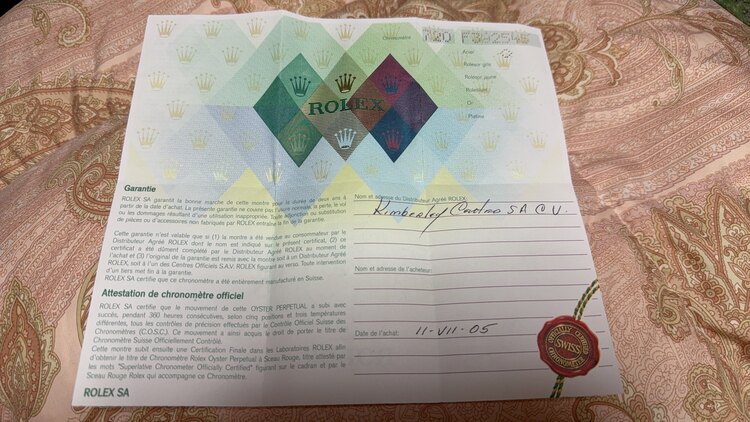 Chronomètre
720 F392545
Acier
Rolesor gris
Rolesor jaune
Rolesium
Or
Platine
ROLEX
Garantie
ROLEX SA garantit la bonne marche de cette montre pour la durée de deux ans à
partir de la date d'achat. La présente garantie ne couvre pas l'usure normale, la perte, le vol
ou les dommages résultant d'une utilisation inappropriée. Toute adjonction ou substitution
de pièces ou d'accessoires non fabriqués par ROLEX entraîne la fin de la garantie.
Cette garantie n'est valable que si (1) la montre a été vendue au consommateur par le
Distributeur Agréé ROLEX dont le nom est indiqué sur le présent certificat, (2) ce
certificat a été dûment complété par le Distributeur Agréé ROLEX au moment de
l'achat et (3) l'original de la garantie est remis avec la montre soit à un Distributeur Agréé
ROLEX, soit à l'un des Centres Officiels S.A.V. ROLEX figurant au verso. Toute intervention
d'un tiers met fin à la garantie.
ROLEX SA certifie que ce chronomètre a été entièrement manufacturé en Suisse.
Attestation de chronomètre officiel
ROLEX SA certifie que le mouvement de cette OYSTER PERPETUAL a subi avec
succès, pendant 360 heures consécutives, selon cinq positions et trois températures
différentes, tous les contrôles de précision effectués par le Contrôle Officiel Suisse des
Chronomètres (C.O.S.C.). Ce mouvement a ainsi acquis le droit de porter le titre de
Chronomètre Suisse Officiellement Contrôlé.
Cette montre subit ensuite une Certification Finale dans les Laboratoires ROLEX afin
d'obtenir le titre de Chronomètre Rolex Oyster Perpetual à Sceau Rouge, titre attesté par
les mots "Superlative Chronometer Officially Certified" figurant sur le cadran et par le
Sceau Rouge Rolex qui accompagne ce Chronomètre.
ROLEX SA
Nom et adresse du Distributeur Agréé ROLEX:
Kimberley SA C.V.
Nom et adresse de l'acheteur:
Date de l'achat: 11-VII-05
SWISS